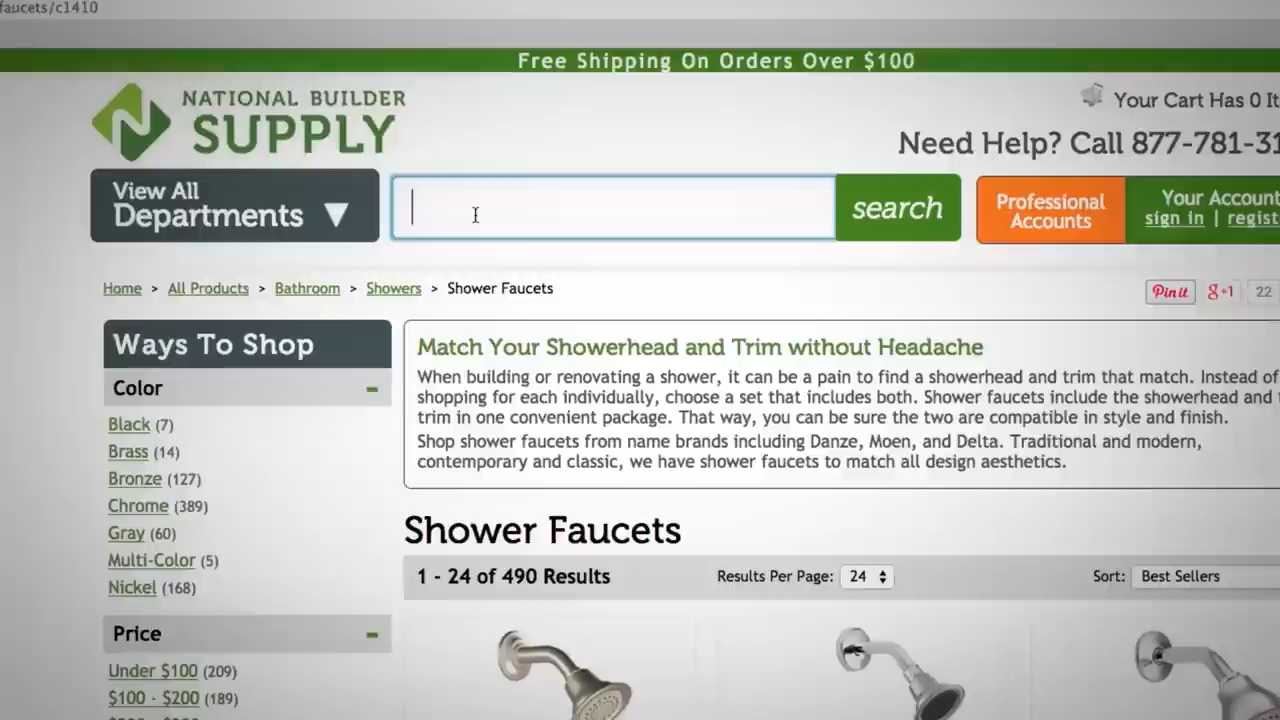 faucets/c1410
Free Shipping On Orders Over $100
NATIONAL BUILDER
SUPPLY
Your Cart Has 0 It
Need Help? Call 877-781-31
View All
Departments
search
Professional
Accounts
Your Account
sign in | regist
Home > All Products > Bathroom > Showers > Shower Faucets
Pin it
g+1
22
Ways To Shop
Color
Black (7)
Brass (14)
Bronze (127)
Chrome (389)
Gray (60)
Multi-Color (5)
Nickel (168)
Price
Under $100 (209)
$100 - $200 (189)
Match Your Showerhead and Trim without Headache
When building or renovating a shower, it can be a pain to find a showerhead and trim that match. Instead of
shopping for each individually, choose a set that includes both. Shower faucets include the showerhead and
trim in one convenient package. That way, you can be sure the two are compatible in style and finish.
Shop shower faucets from name brands including Danze, Moen, and Delta. Traditional and modern,
contemporary and classic, we have shower faucets to match all design aesthetics.
Shower Faucets
1 - 24 of 490 Results
Results Per Page: 24
Sort: Best Sellers